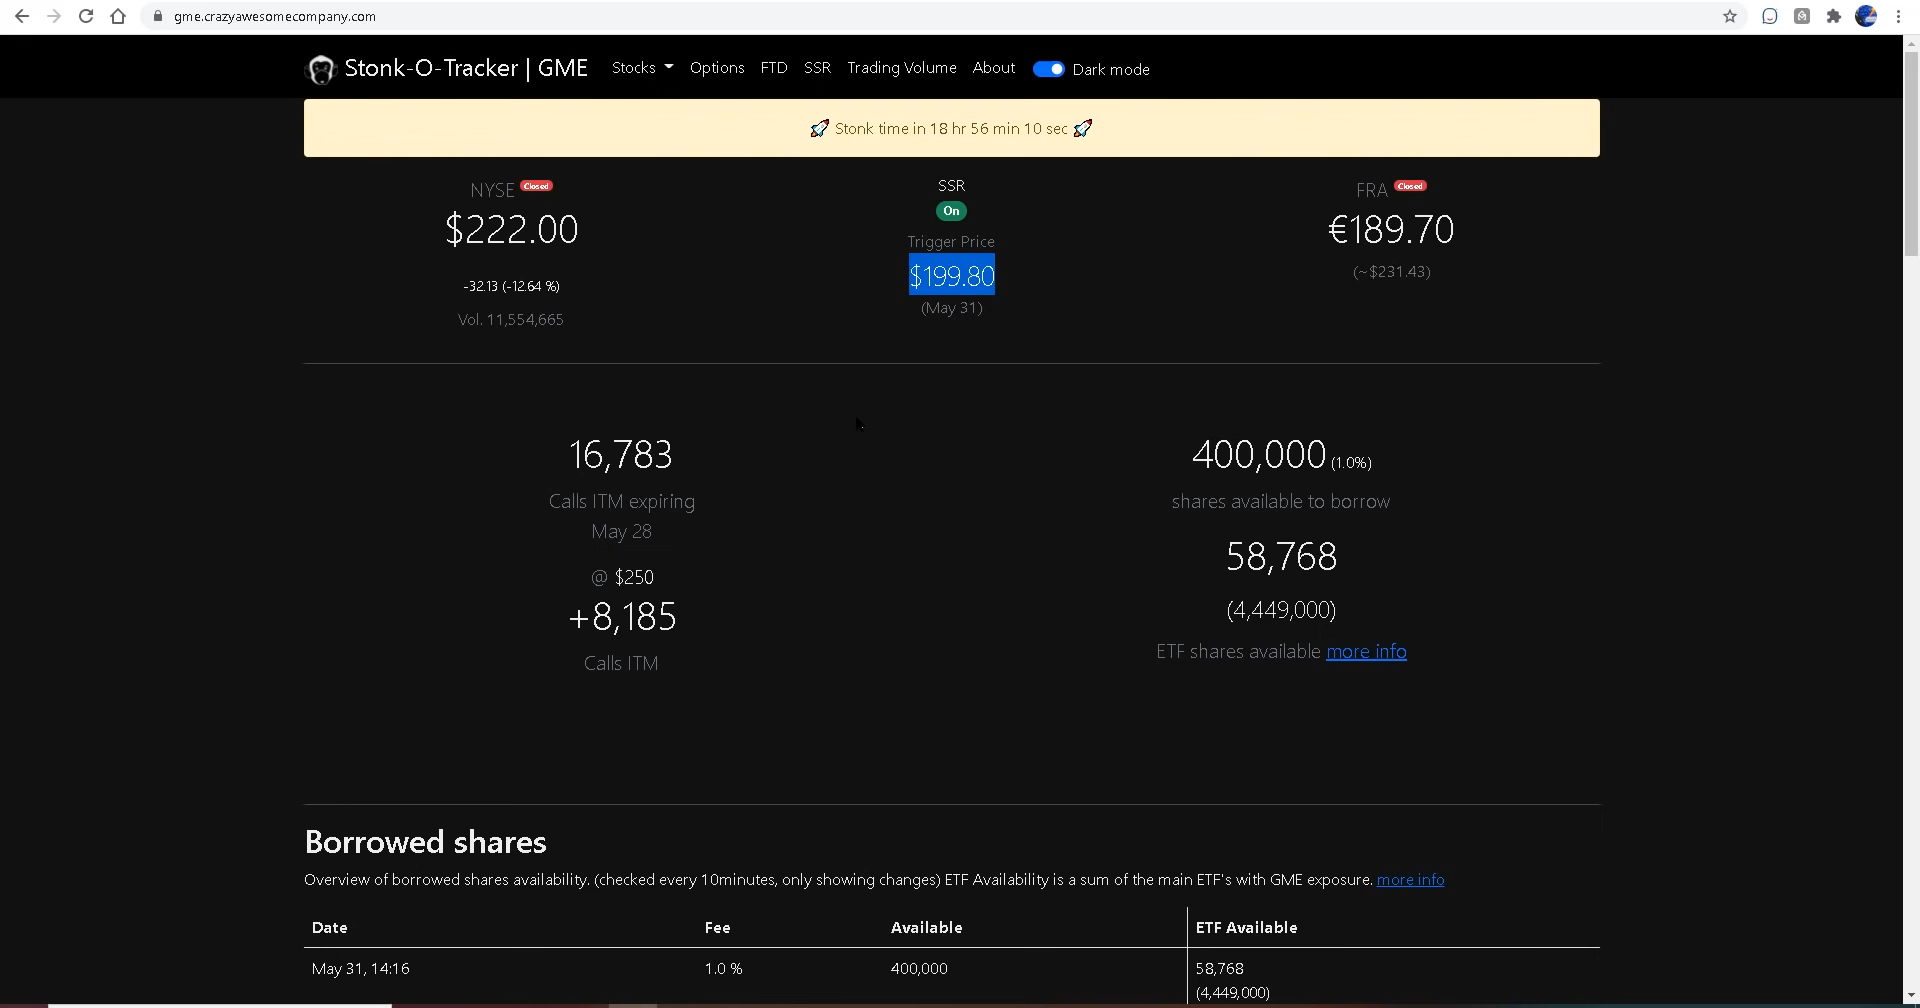 gme.crazyawesomecompany.com
Stonk-O-Tracker | GME Stocks Options FTD SSR Trading Volume About Dark mode
🚀 Stonk time in 18 hr 56 min 10 sec 🚀
NYSE Closed
$222.00
-32.13 (-12.64 %)
Vol. 11,554,665
SSR
On
Trigger Price
$199.80
(May 31)
FRA Closed
€189.70
(~$231.43)
16,783
Calls ITM expiring
May 28
@ $250
+8,185
Calls ITM
400,000 (1.0%)
shares available to borrow
58,768
(4,449,000)
ETF shares available more info
Borrowed shares
Overview of borrowed shares availability. (checked every 10minutes, only showing changes) ETF Availability is a sum of the main ETF's with GME exposure. more info
Date Fee Available ETF Available
May 31, 14:16 1.0 % 400,000 58,768
(4,449,000)